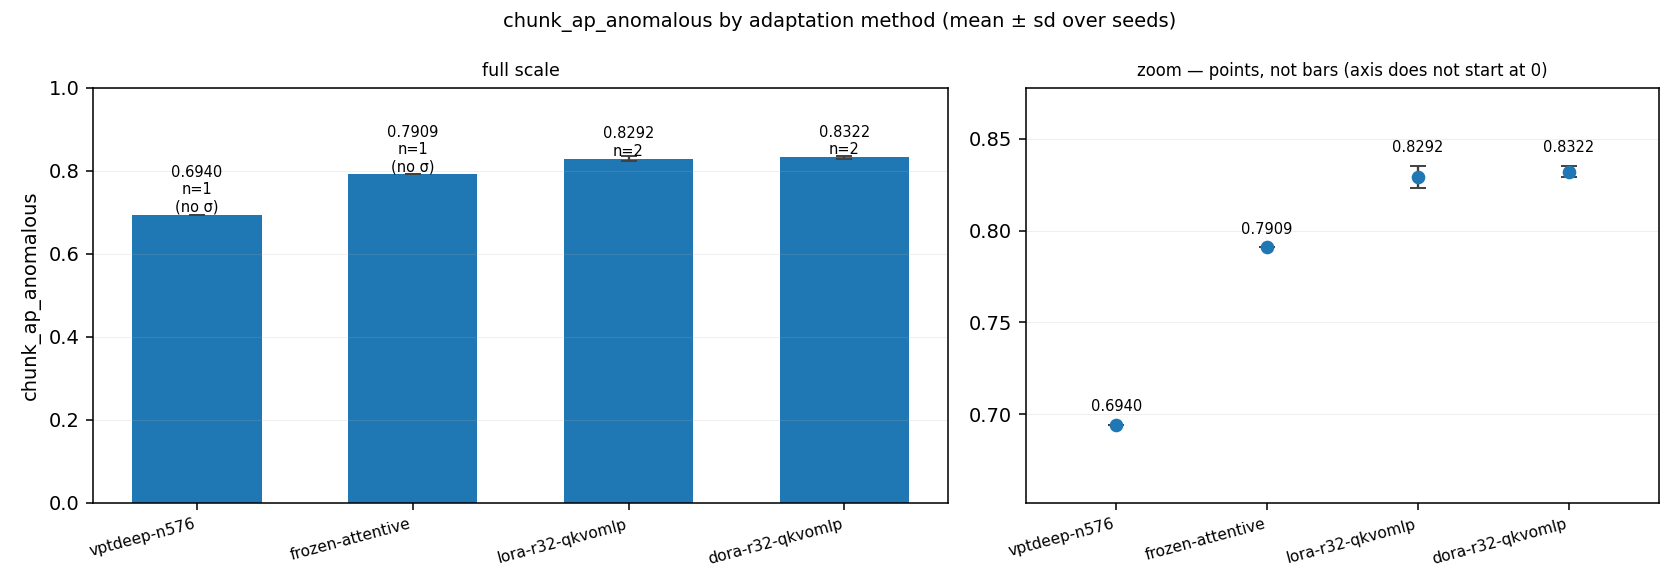 chunk_ap_anomalous by adaptation method (mean ± sd over seeds)
full scale
chunk_ap_anomalous
1.0
0.8
0.6
0.4
0.2
0.0
0.6940
n=1
(no σ)
0.7909
n=1
(no σ)
0.8292
n=2
0.8322
n=2
vptdeep-n576
frozen-attentive
lora-r32-qkvomlp
dora-r32-qkvomlp
zoom — points, not bars (axis does not start at 0)
0.85
0.80
0.75
0.70
0.6940
0.7909
0.8292
0.8322
vptdeep-n576
frozen-attentive
lora-r32-qkvomlp
dora-r32-qkvomlp